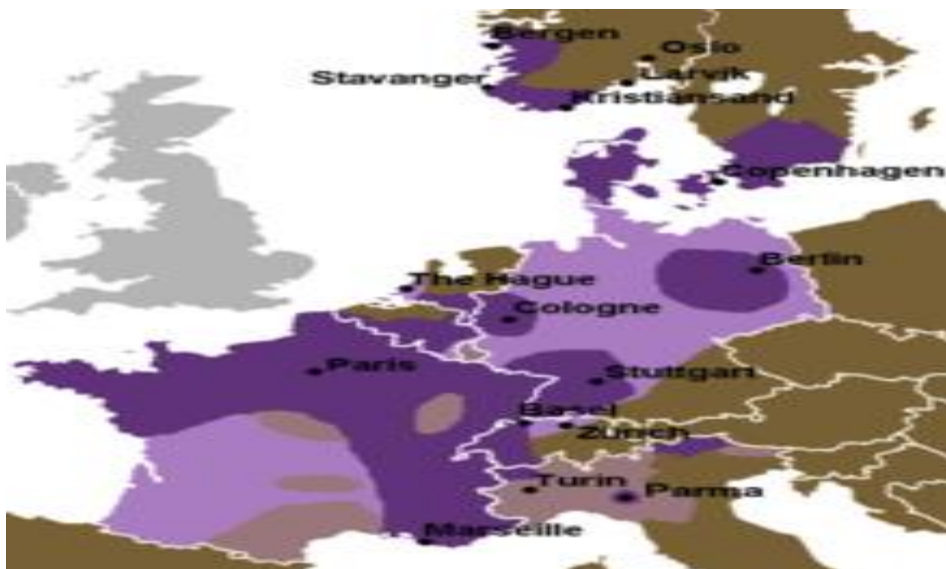 Bergen
Oslo
Stavanger
Larvik
Kristiansand
Copenhagen
Berlin
The Hague
Cologne
Paris
Stuttgart
Basel
Zurich
Turin
Parma
Marseille